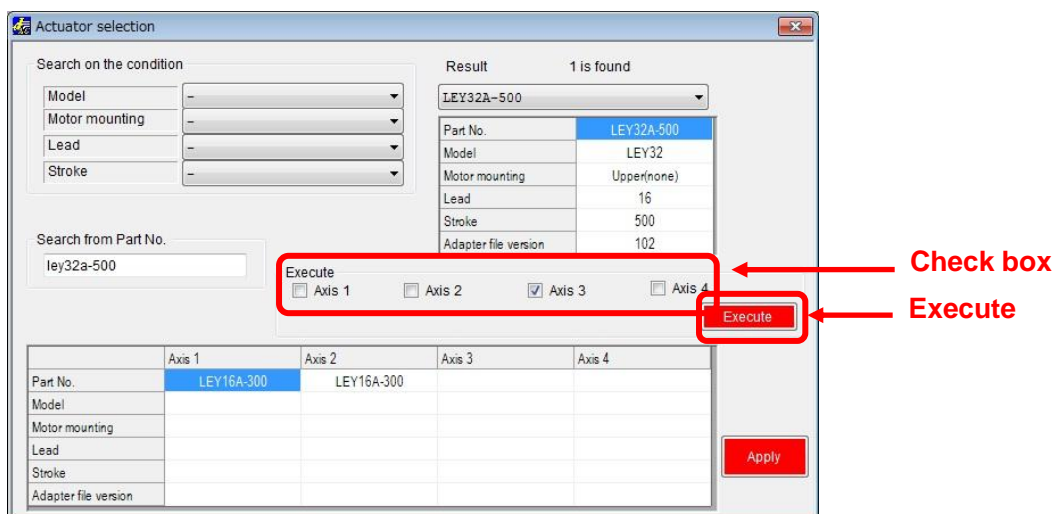 Actuator selection
Search on the condition
Model -
Motor mounting -
Lead -
Stroke -
Search from Part No.
ley32a-500
Result 1 is found
LEY32A-500
Part No. LEY32A-500
Model LEY32
Motor mounting Upper(none)
Lead 16
Stroke 500
Adapter file version 102
Execute
Axis 1 Axis 2 Axis 3 Axis 4
Execute
Check box
Execute
Axis 1 Axis 2 Axis 3 Axis 4
Part No. LEY16A-300 LEY16A-300
Model
Motor mounting
Lead
Stroke
Adapter file version
Apply